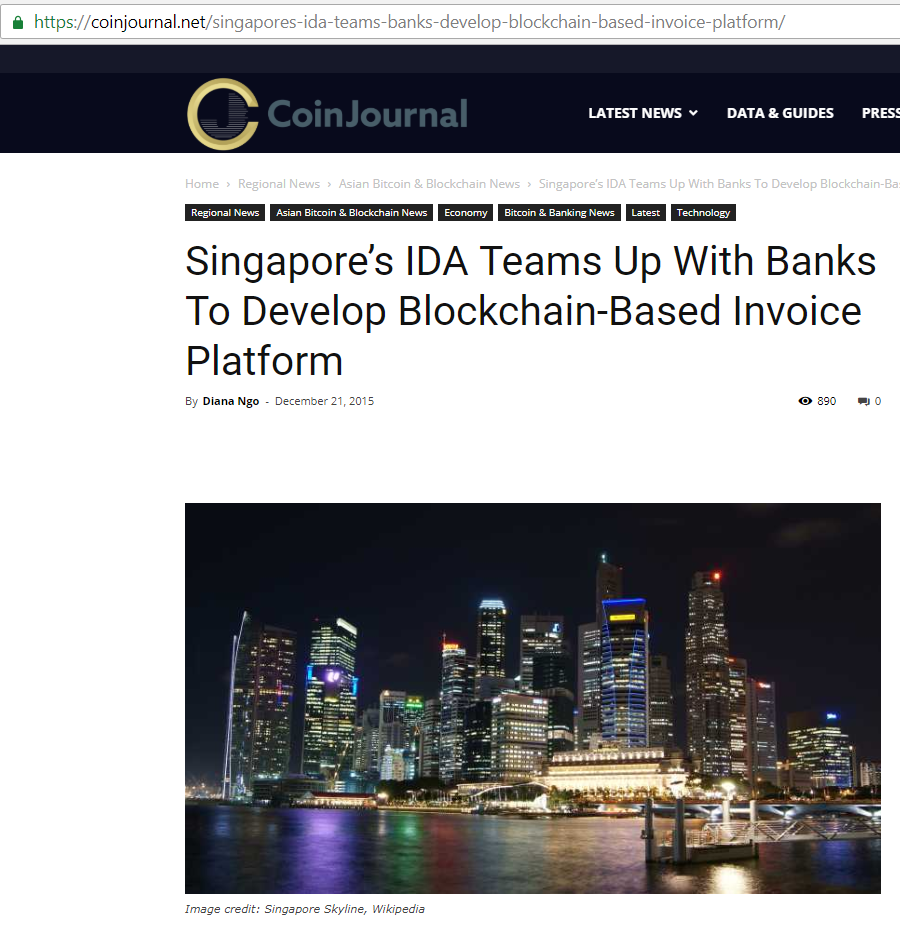 https://coinjournal.net/singapores-ida-teams-banks-develop-blockchain-based-invoice-platform/
CoinJournal LATEST NEWS DATA & GUIDES PRESS
Home › Regional News › Asian Bitcoin & Blockchain News › Singapore's IDA Teams Up With Banks To Develop Blockchain-Ba
Regional News Asian Bitcoin & Blockchain News Economy Bitcoin & Banking News Latest Technology
Singapore’s IDA Teams Up With Banks
To Develop Blockchain-Based Invoice
Platform
By Diana Ngo - December 21, 2015 890 0
Image credit: Singapore Skyline, Wikipedia